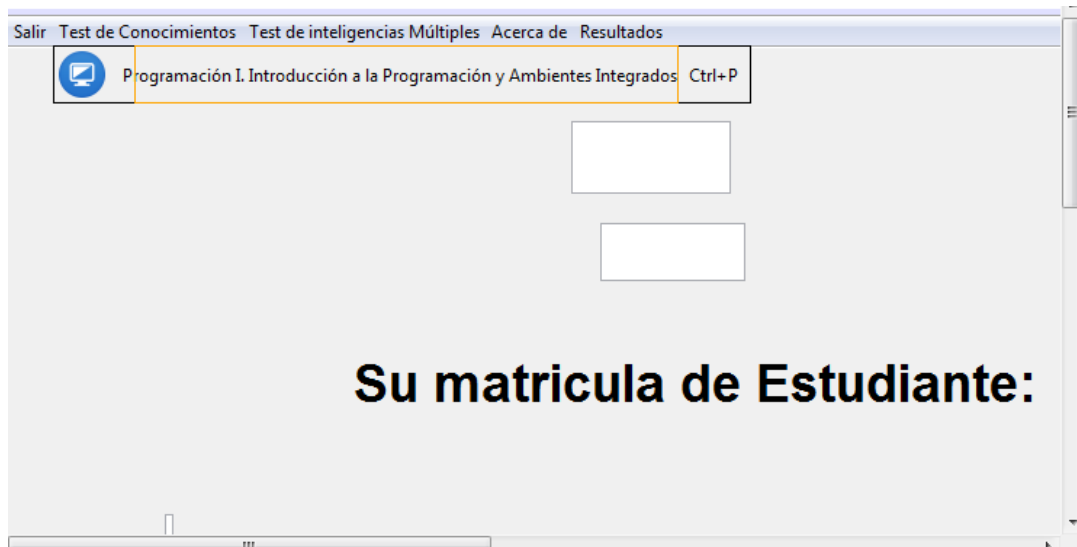 Salir Test de Conocimientos Test de inteligencias Múltiples Acerca de Resultados
Programación I. Introducción a la Programación y Ambientes Integrados Ctrl+P
Su matricula de Estudiante: